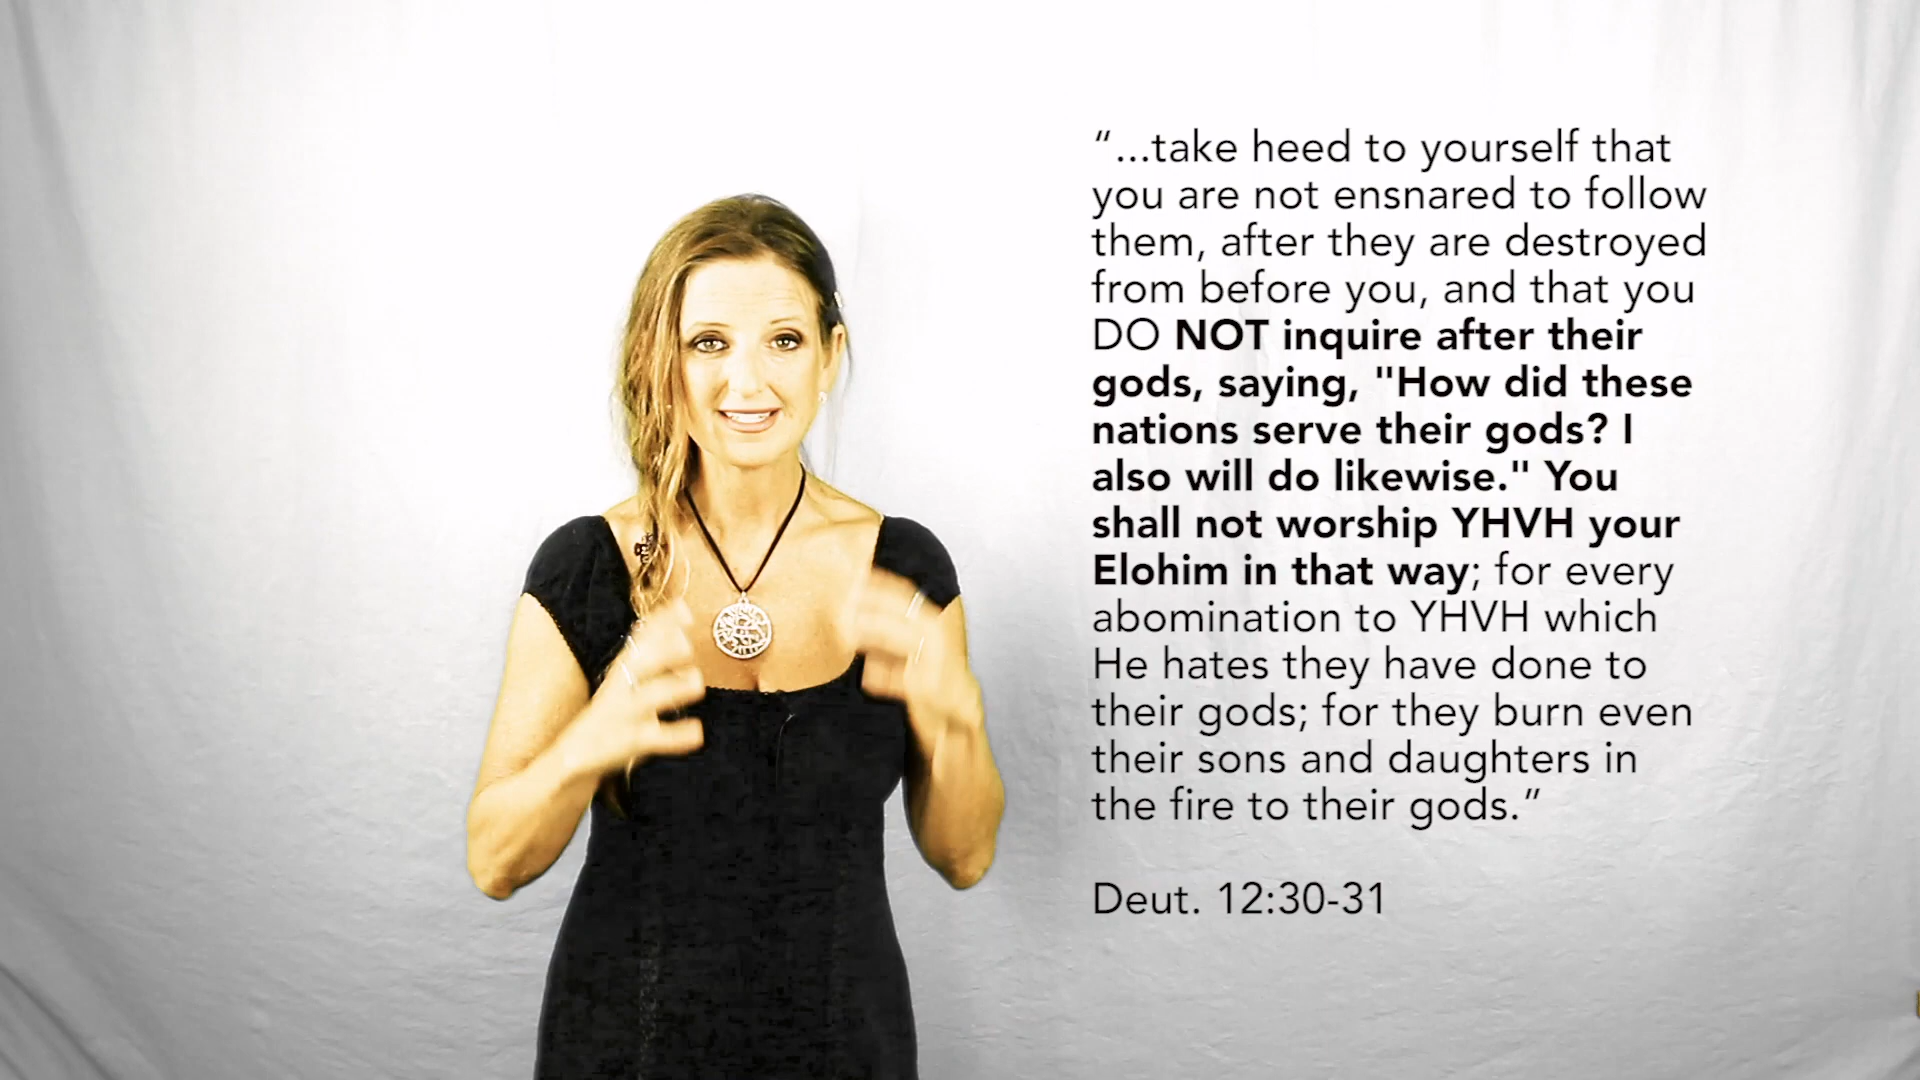 “...take heed to yourself that
you are not ensnared to follow
them, after they are destroyed
from before you, and that you
DO NOT inquire after their
gods, saying, "How did these
nations serve their gods? I
also will do likewise." You
shall not worship YHVH your
Elohim in that way; for every
abomination to YHVH which
He hates they have done to
their gods; for they burn even
their sons and daughters in
the fire to their gods.”
Deut. 12:30-31